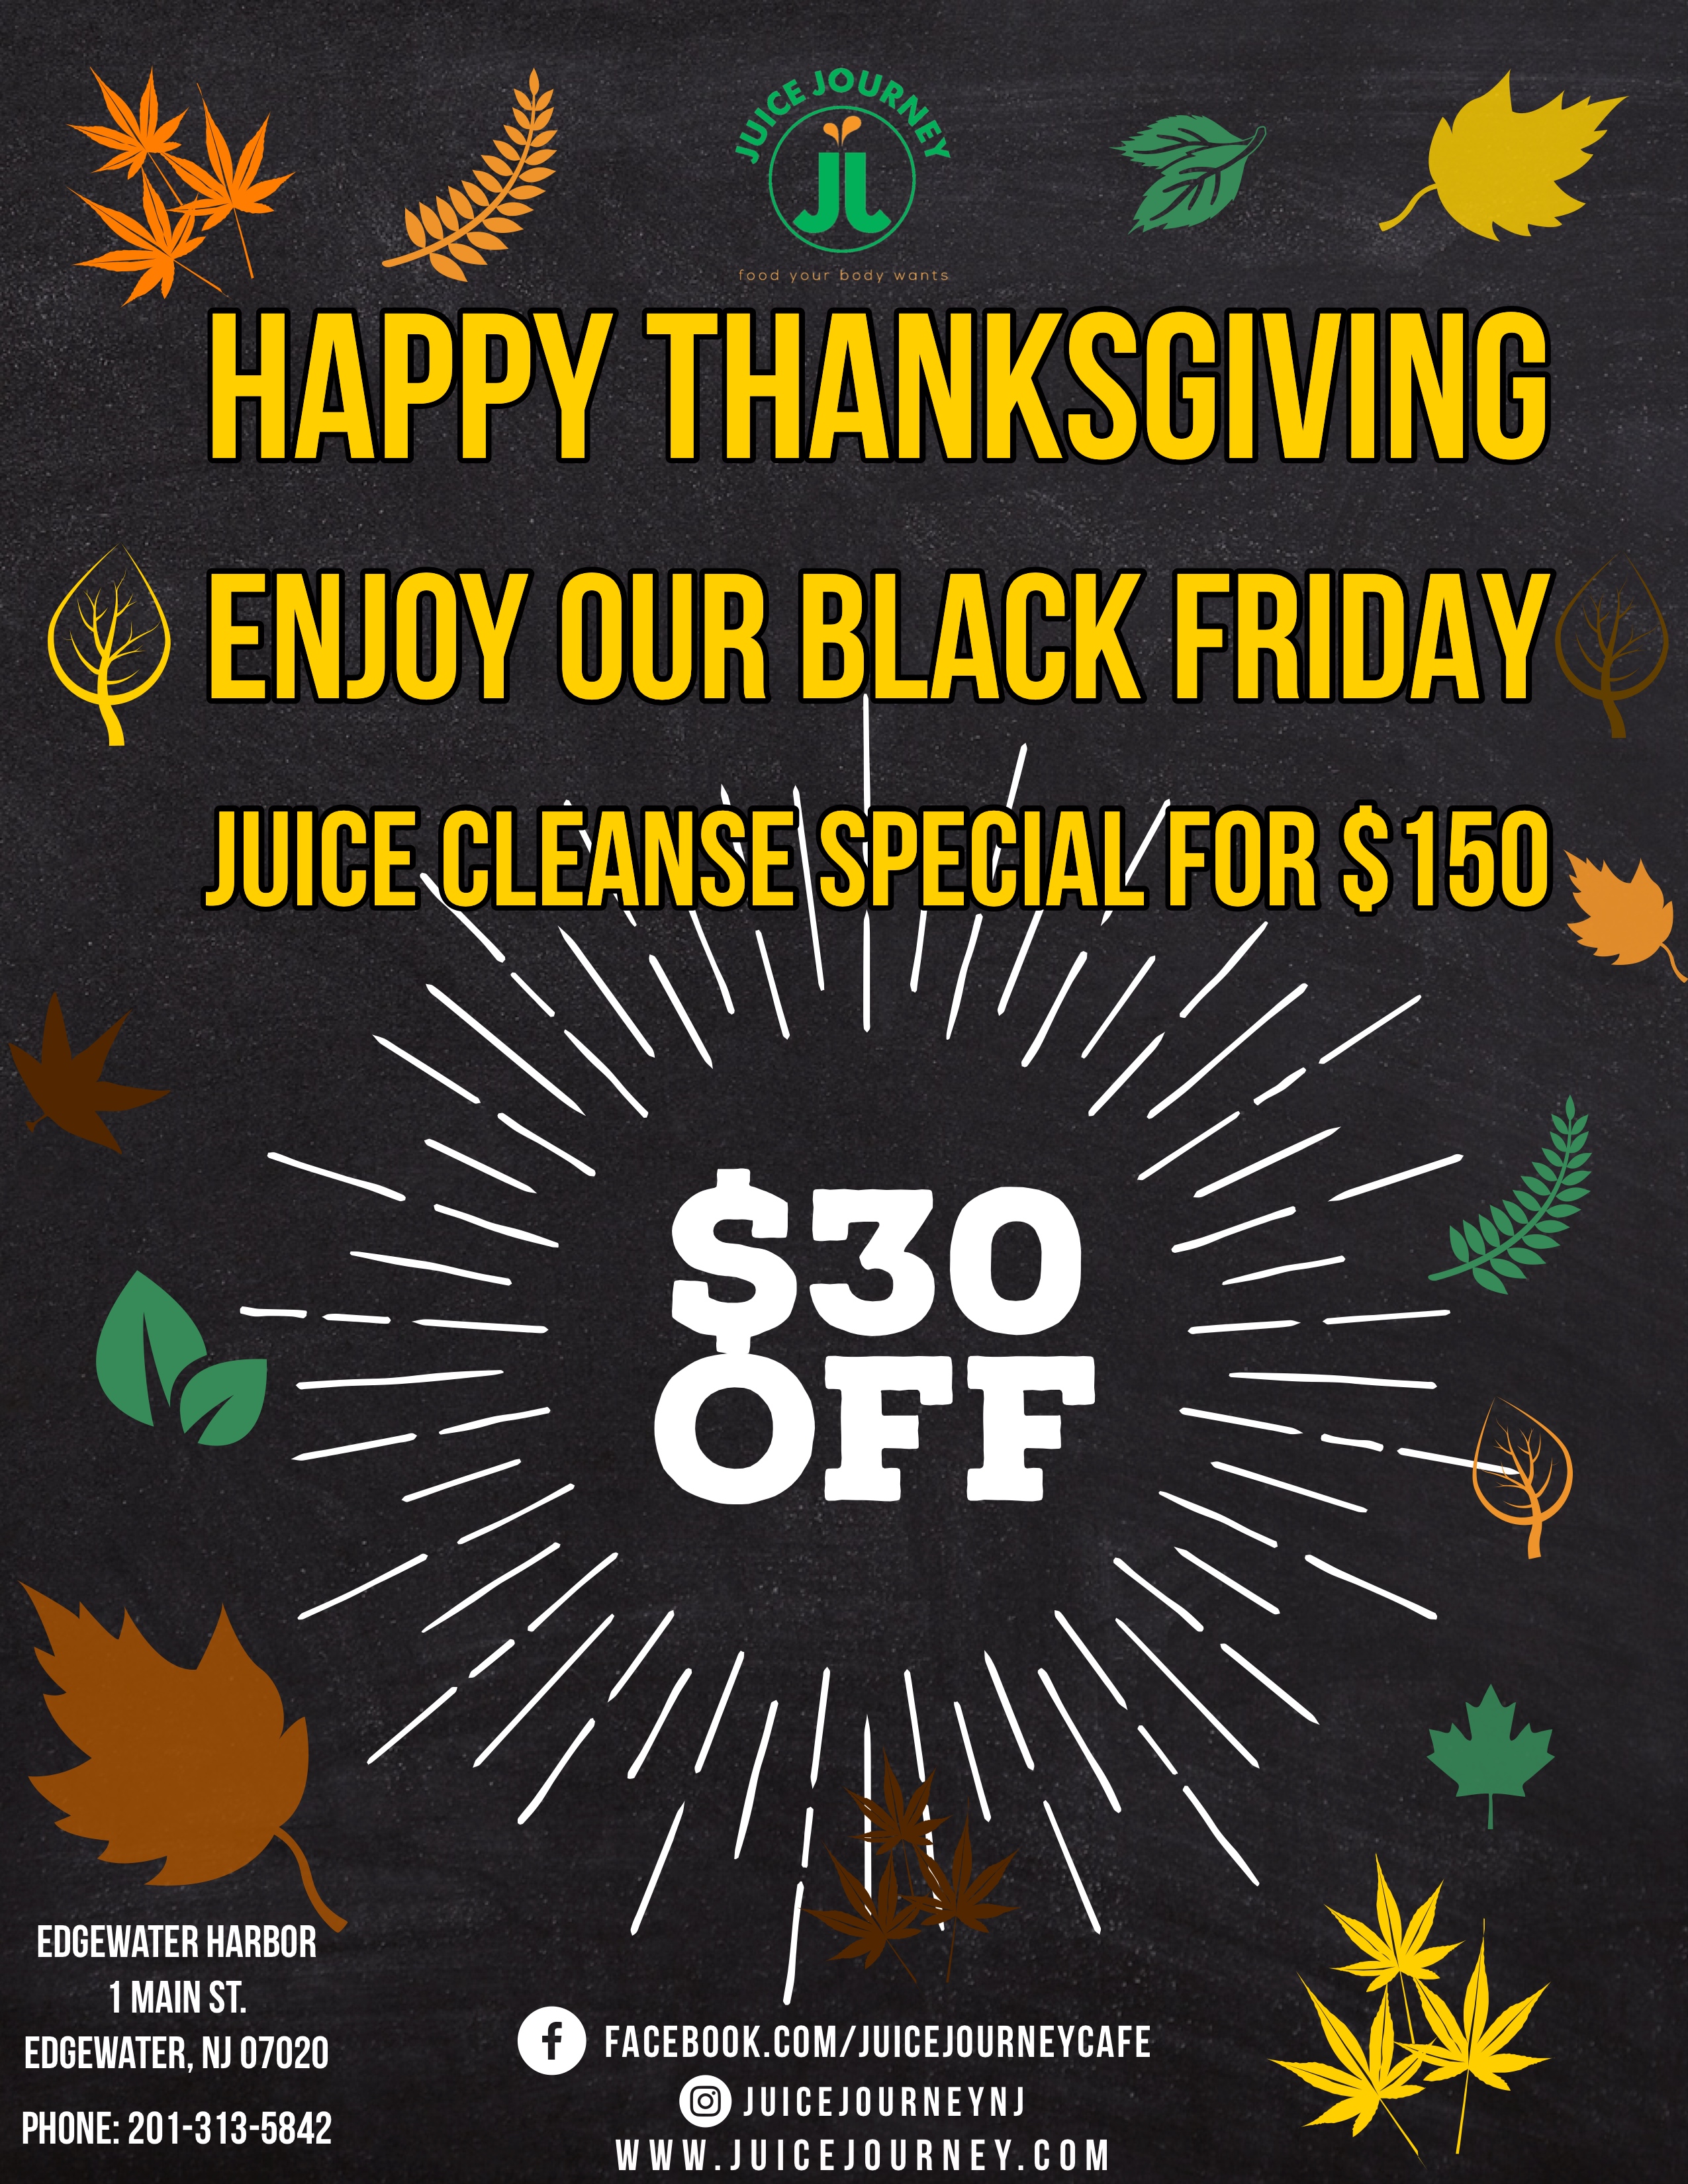 JUICE JOURNEY
JJ
food your body wants
HAPPY THANKSGIVING
ENJOY OUR BLACK FRIDAY
JUICE CLEANSE SPECIAL FOR $150
$30
OFF
EDGEWATER HARBOR
1 MAIN ST.
EDGEWATER, NJ 07020
PHONE: 201-313-5842
FACEBOOK.COM/JUICEJOURNEYCAFE
JUICEJOURNEYNJ
WWW.JUICEJOURNEY.COM